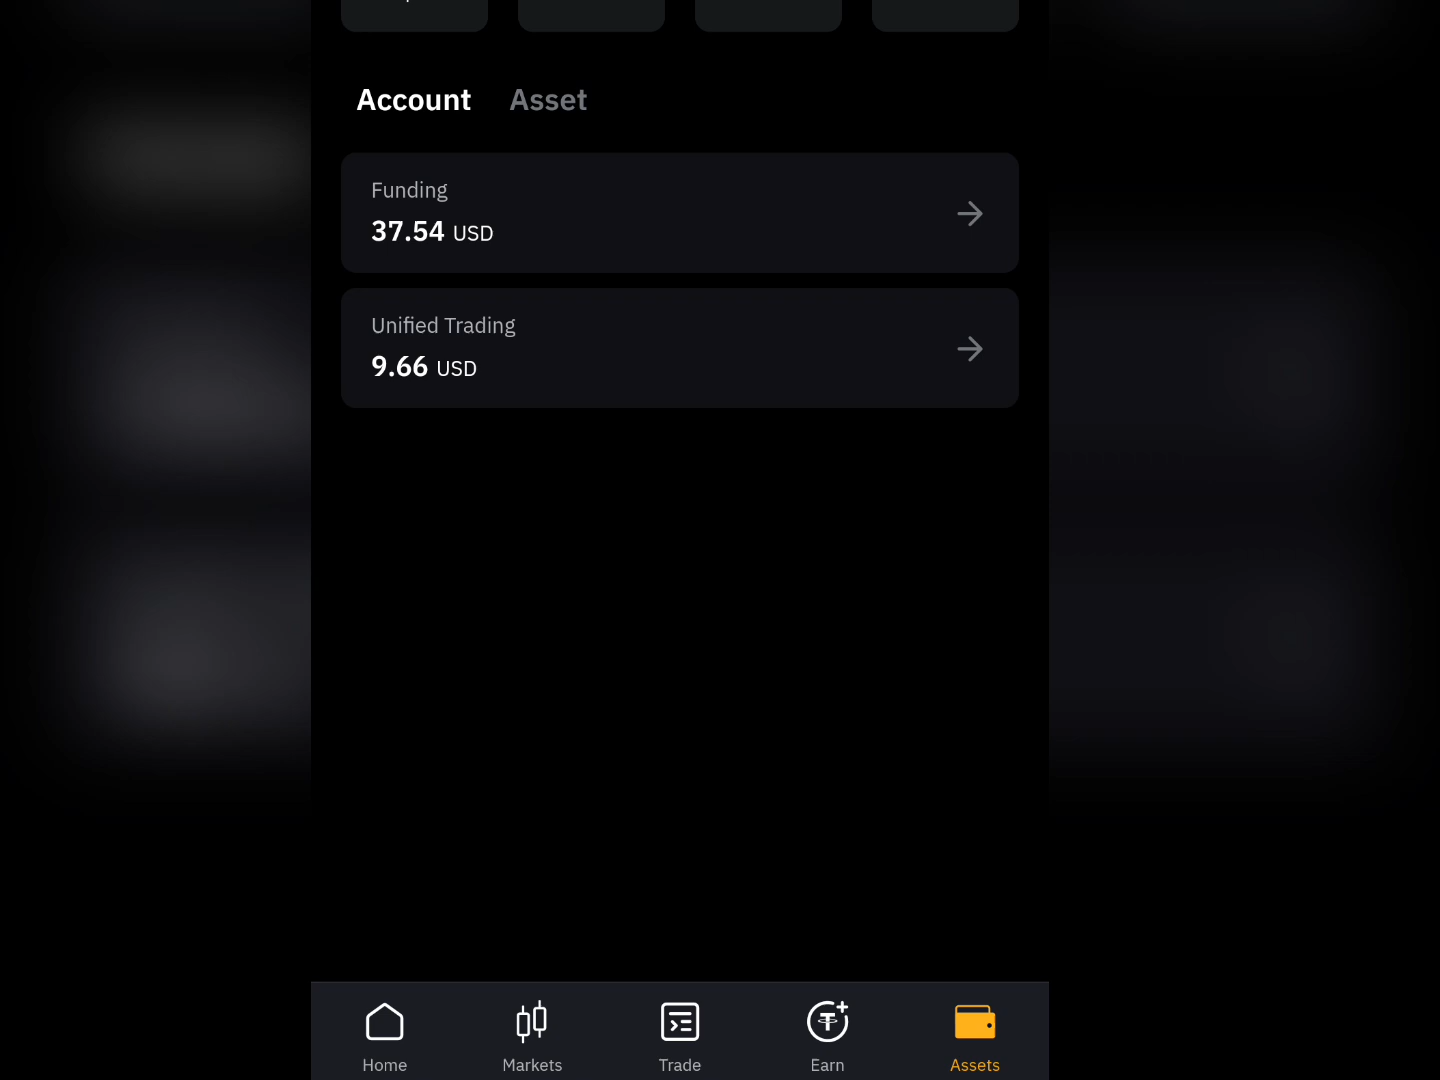 Account Asset
Funding
37.54 USD
Unified Trading
9.66 USD
Home Markets Trade Earn Assets